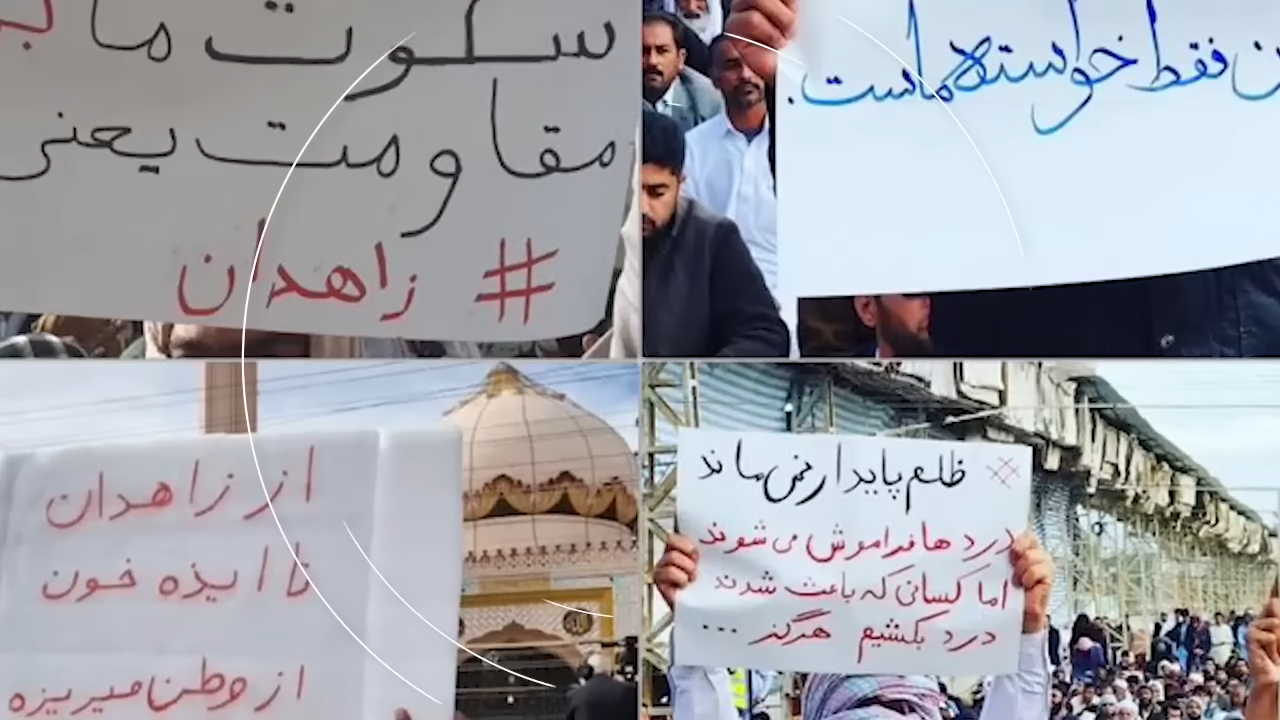 سکوت ما
مقاومت یعنی
# زاهدان
فقط خواسته ماست.
از زاهدان
تا ایذه خون
از وطن میریزه
# ظلم پایدار نمی ماند
درد ها فراموش می شوند
اما کسانی که باعث شدند
درد بکشیم هرگز ...